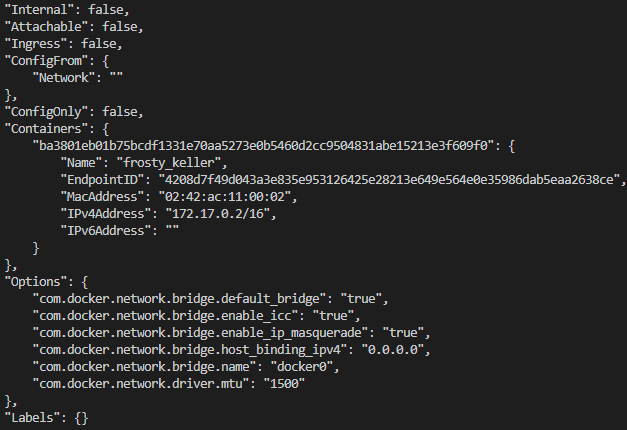 "Internal": false,
"Attachable": false,
"Ingress": false,
"ConfigFrom": {
    "Network": ""
},
"ConfigOnly": false,
"Containers": {
    "ba3801eb01b75bcdf1331e70aa5273e0b5460d2cc9504831abe15213e3f609f0": {
        "Name": "frosty_keller",
        "EndpointID": "4208d7f49d043a3e835e953126425e28213e649e564e0e35986dab5eaa2638ce",
        "MacAddress": "02:42:ac:11:00:02",
        "IPv4Address": "172.17.0.2/16",
        "IPv6Address": ""
    }
},
"Options": {
    "com.docker.network.bridge.default_bridge": "true",
    "com.docker.network.bridge.enable_icc": "true",
    "com.docker.network.bridge.enable_ip_masquerade": "true",
    "com.docker.network.bridge.host_binding_ipv4": "0.0.0.0",
    "com.docker.network.bridge.name": "docker0",
    "com.docker.network.driver.mtu": "1500"
},
"Labels": {}